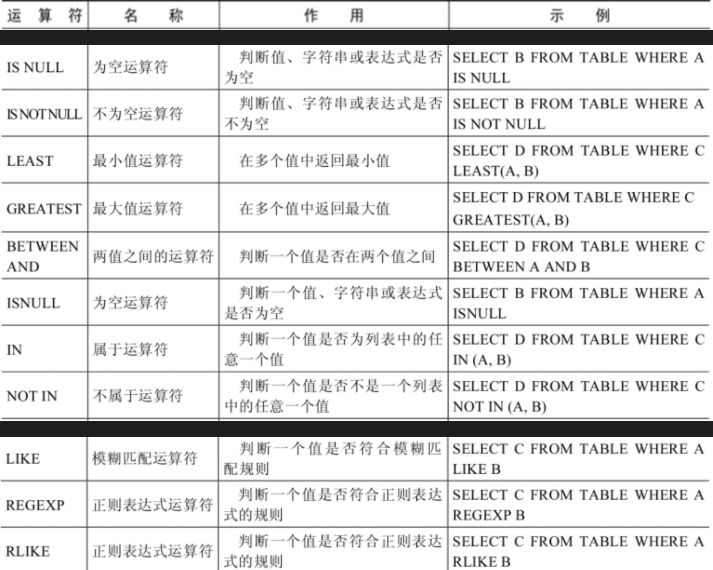 运 算 符 名 称 作 用 示 例
IS NULL 为空运算符 判断值、字符串或表达式是否为空 SELECT B FROM TABLE WHERE A IS NULL
IS NOT NULL 不为空运算符 判断值、字符串或表达式是否不为空 SELECT B FROM TABLE WHERE A IS NOT NULL
LEAST 最小值运算符 在多个值中返回最小值 SELECT D FROM TABLE WHERE C LEAST(A, B)
GREATEST 最大值运算符 在多个值中返回最大值 SELECT D FROM TABLE WHERE C GREATEST(A, B)
BETWEEN AND 两值之间的运算符 判断一个值是否在两个值之间 SELECT D FROM TABLE WHERE C BETWEEN A AND B
ISNULL 为空运算符 判断一个值、字符串或表达式是否为空 SELECT B FROM TABLE WHERE A ISNULL
IN 属于运算符 判断一个值是否为列表中的任意一个值 SELECT D FROM TABLE WHERE C IN (A, B)
NOT IN 不属于运算符 判断一个值是否不是一个列表中的任意一个值 SELECT D FROM TABLE WHERE C NOT IN (A, B)
LIKE 模糊匹配运算符 判断一个值是否符合模糊匹配规则 SELECT C FROM TABLE WHERE A LIKE B
REGEXP 正则表达式运算符 判断一个值是否符合正则表达式的规则 SELECT C FROM TABLE WHERE A REGEXP B
RLIKE 正则表达式运算符 判断一个值是否符合正则表达式的规则 SELECT C FROM TABLE WHERE A RLIKE B